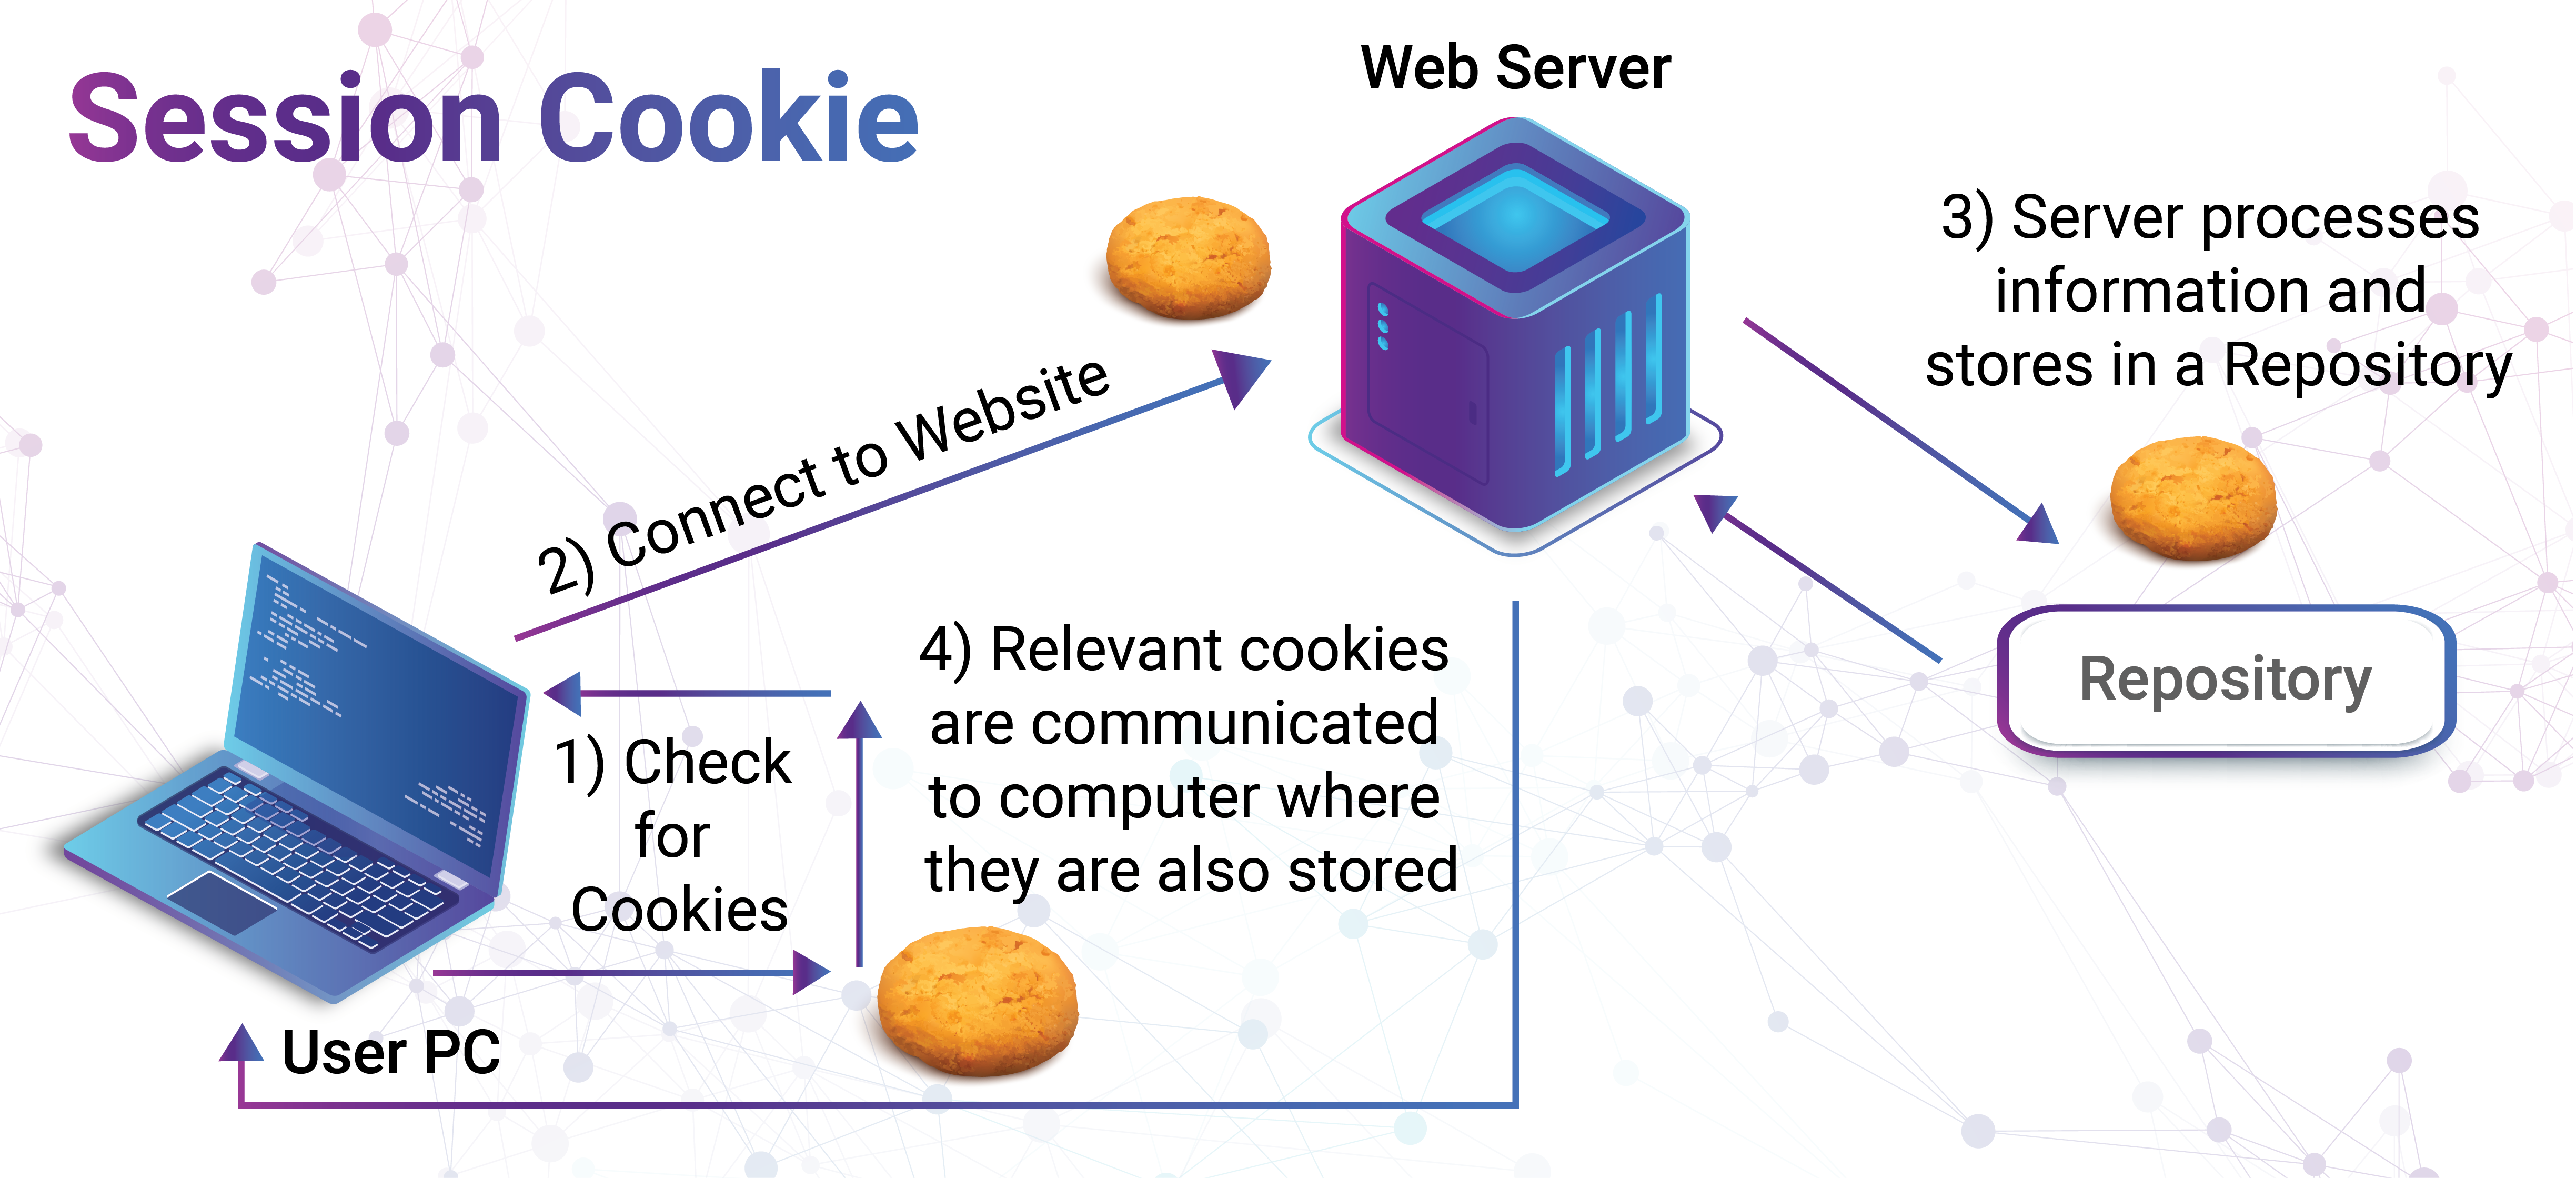 Session Cookie
Web Server
3) Server processes
information and
stores in a Repository
2) Connect to Website
Repository
4) Relevant cookies
are communicated
to computer where
they are also stored
1) Check
for
Cookies
User PC